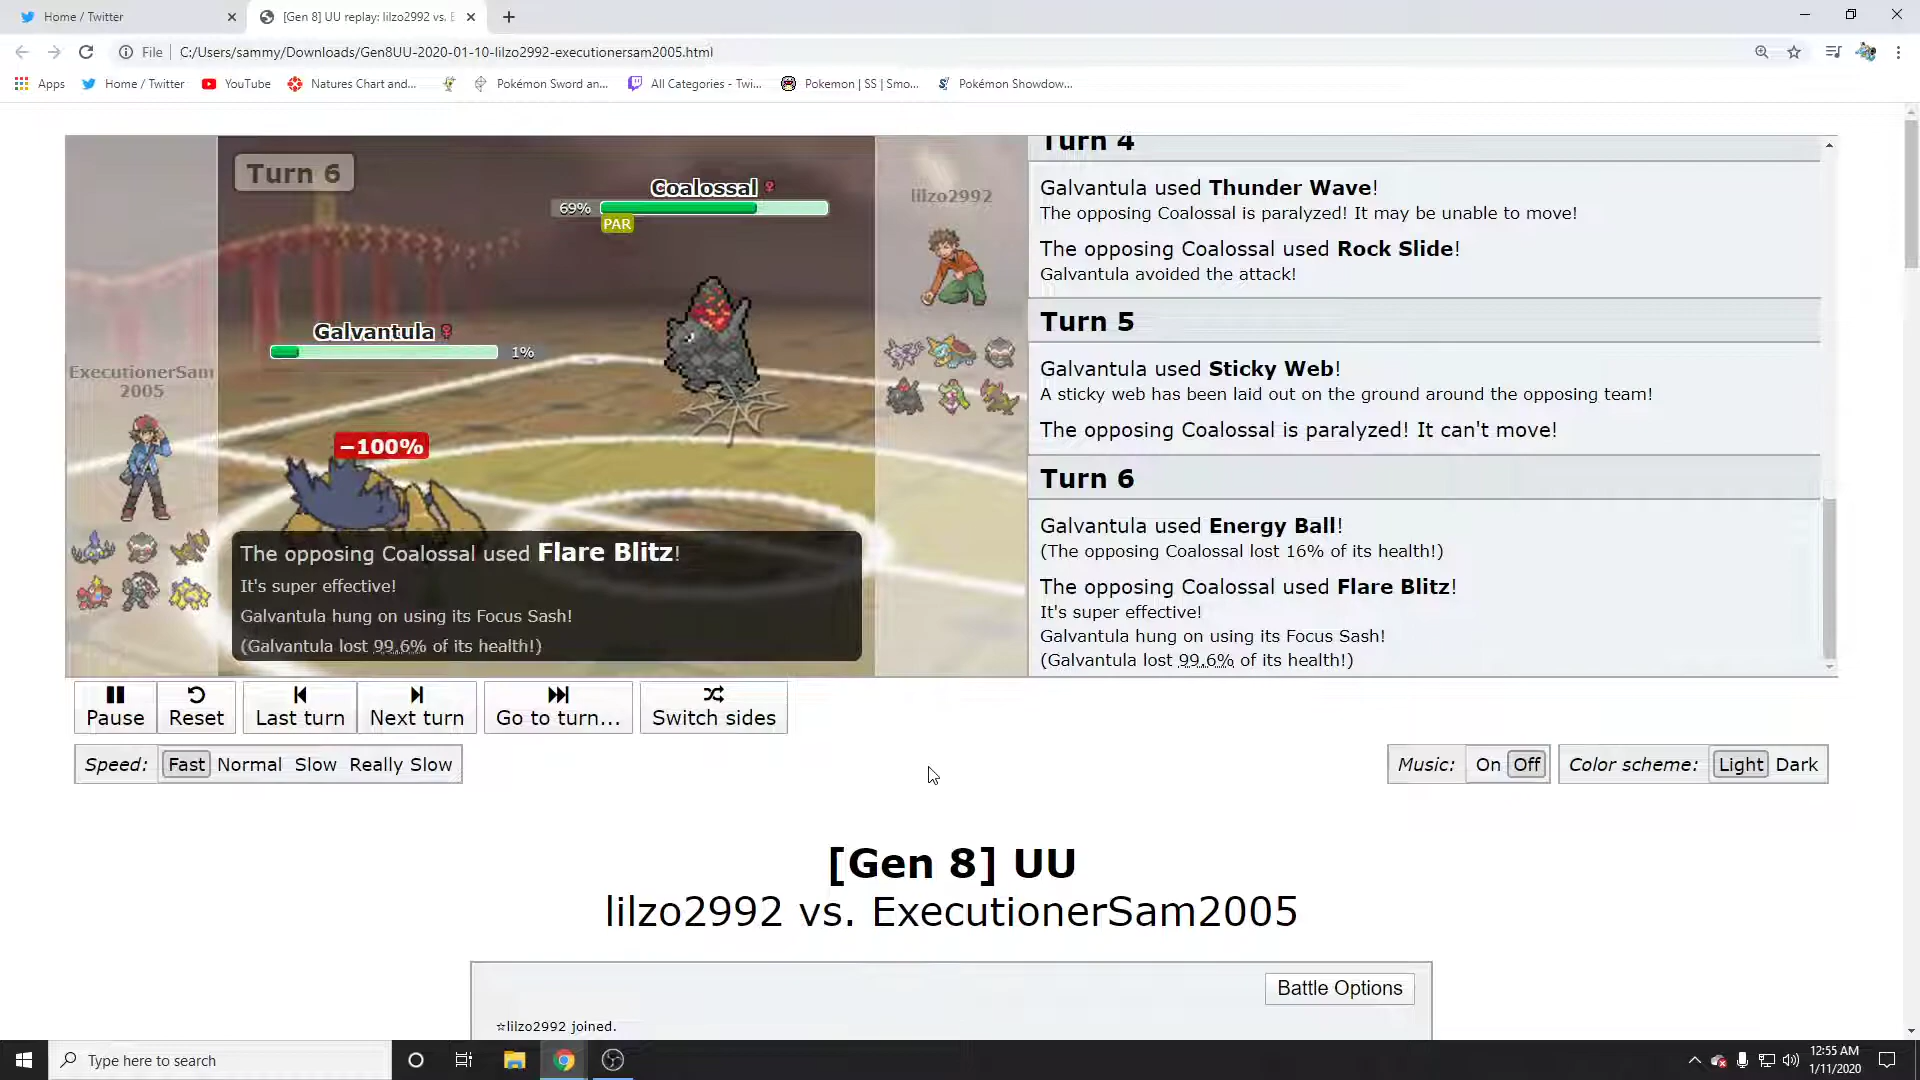 Home / Twitter
[Gen 8] UU replay: lilzo2992 vs. E
File
C:/Users/sammy/Downloads/Gen8UU-2020-01-10-lilzo2992-executionersam2005.html
Apps
Home / Twitter
YouTube
Natures Chart and...
Pokémon Sword an...
All Categories - Twi...
Pokemon | SS | Smo...
Pokémon Showdow...
Turn 6
Coalossal ♀
69%
PAR
Galvantula ♀
1%
−100%
ExecutionerSam
2005
lilzo2992
The opposing Coalossal used Flare Blitz!
It's super effective!
Galvantula hung on using its Focus Sash!
(Galvantula lost 99.6% of its health!)
Turn 4
Galvantula used Thunder Wave!
The opposing Coalossal is paralyzed! It may be unable to move!
The opposing Coalossal used Rock Slide!
Galvantula avoided the attack!
Turn 5
Galvantula used Sticky Web!
A sticky web has been laid out on the ground around the opposing team!
The opposing Coalossal is paralyzed! It can't move!
Turn 6
Galvantula used Energy Ball!
(The opposing Coalossal lost 16% of its health!)
The opposing Coalossal used Flare Blitz!
It's super effective!
Galvantula hung on using its Focus Sash!
(Galvantula lost 99.6% of its health!)
Pause
Reset
Last turn
Next turn
Go to turn...
Switch sides
Speed: Fast Normal Slow Really Slow
Music: On Off
Color scheme: Light Dark
[Gen 8] UU
lilzo2992 vs. ExecutionerSam2005
Battle Options
☆lilzo2992 joined.
Type here to search
12:55 AM
1/11/2020